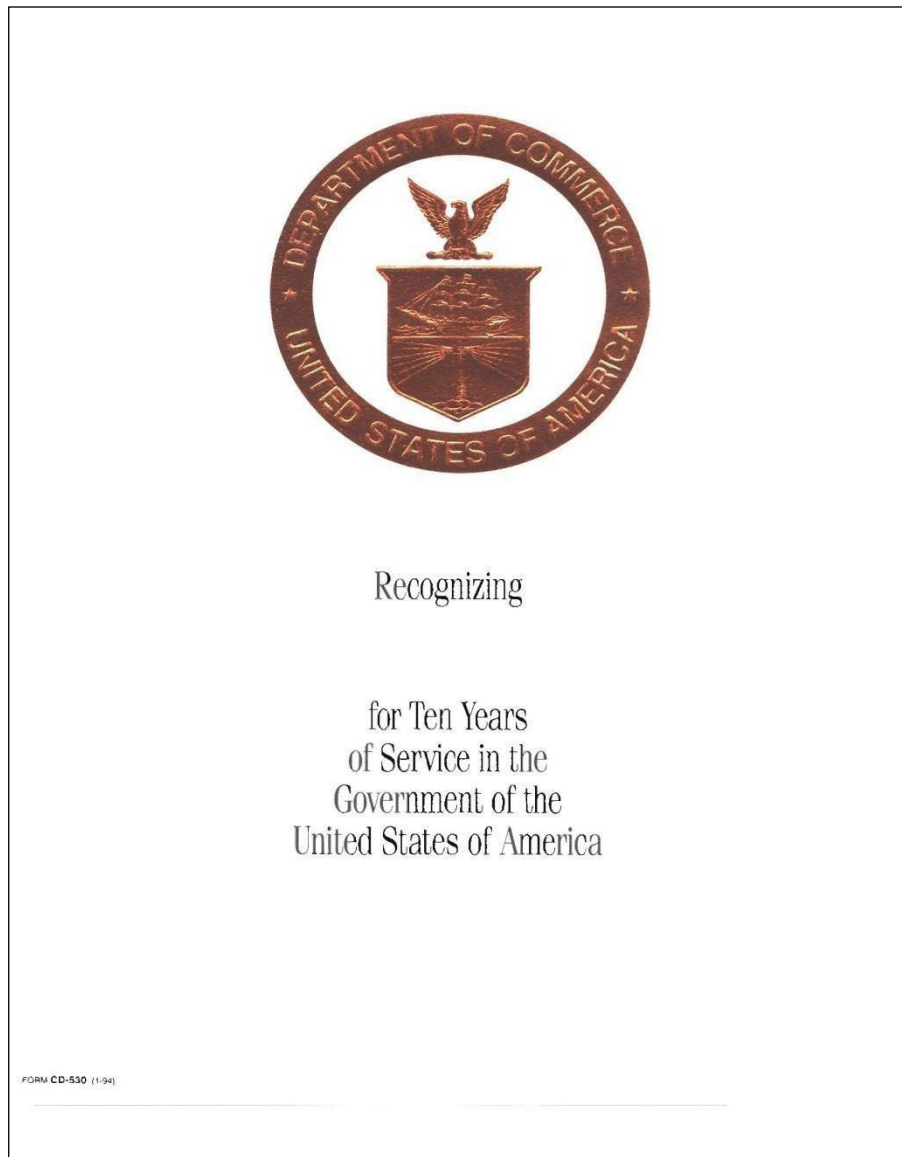 DEPARTMENT OF COMMERCE
UNITED STATES OF AMERICA
Recognizing
for Ten Years
of Service in the
Government of the
United States of America
FORM CD-530 (1-94)